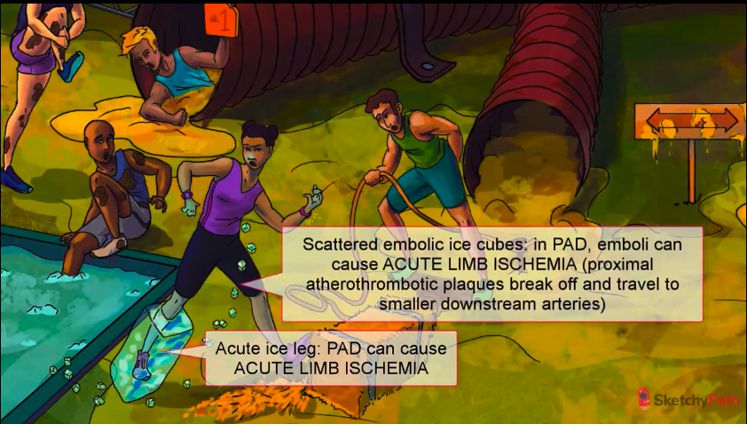 #1
Scattered embolic ice cubes: in PAD, emboli can
cause ACUTE LIMB ISCHEMIA (proximal
atherothrombotic plaques break off and travel to
smaller downstream arteries)
Acute ice leg: PAD can cause
ACUTE LIMB ISCHEMIA
SketchyPath